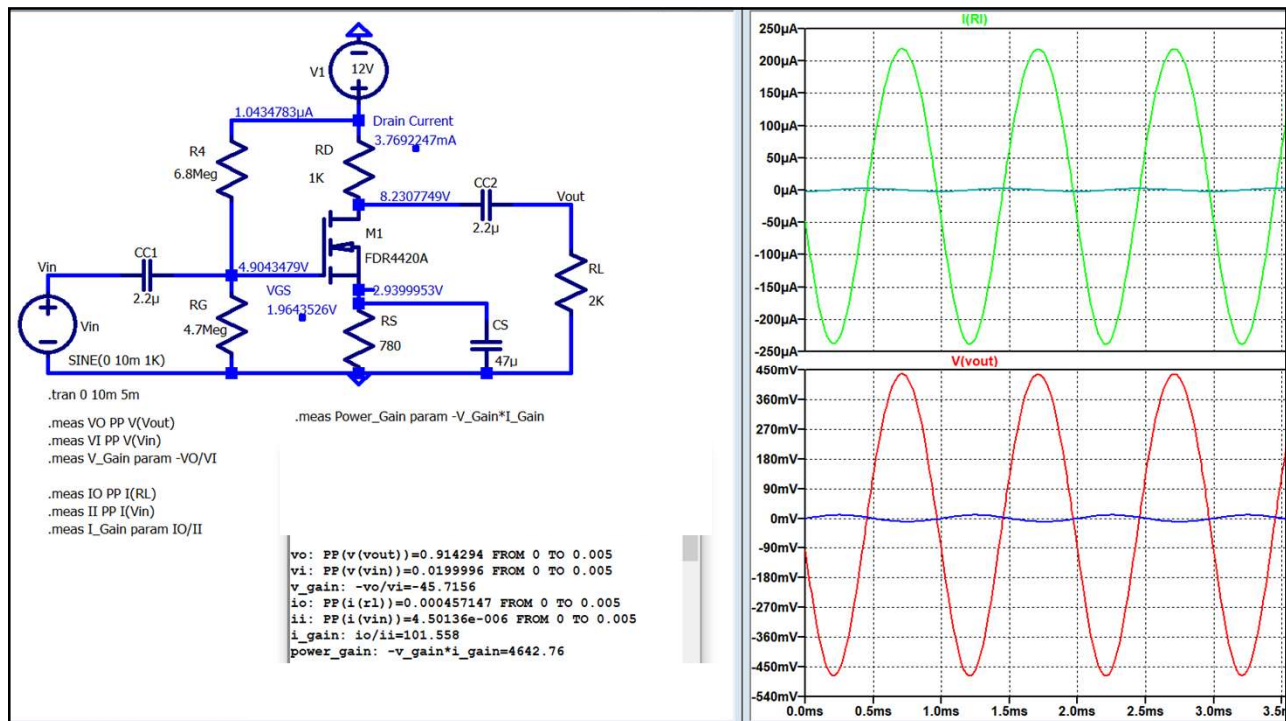 V1
12V
1.0434783µA
Drain Current
3.7692247mA
R4
6.8Meg
RD
1K
8.2307749V
CC2
2.2µ
Vout
M1
FDR4420A
Vin
CC1
2.2µ
4.9043479V
VGS
1.9643526V
2.9399953V
RL
2K
Vin
RG
4.7Meg
RS
780
CS
47µ
SINE(0 10m 1K)
.tran 0 10m 5m
.meas VO PP V(Vout)
.meas VI PP V(Vin)
.meas V_Gain param -VO/VI
.meas IO PP I(RL)
.meas II PP I(Vin)
.meas I_Gain param IO/II
.meas Power_Gain param -V_Gain*I_Gain
vo: PP(v(vout))=0.914294 FROM 0 TO 0.005
vi: PP(v(vin))=0.0199996 FROM 0 TO 0.005
v_gain: -vo/vi=-45.7156
io: PP(i(rl))=0.000457147 FROM 0 TO 0.005
ii: PP(i(vin))=4.50136e-006 FROM 0 TO 0.005
i_gain: io/ii=101.558
power_gain: -v_gain*i_gain=4642.76
I(Rl)
250µA
200µA
150µA
100µA
50µA
0µA
-50µA
-100µA
-150µA
-200µA
-250µA
V(vout)
450mV
360mV
270mV
180mV
90mV
0mV
-90mV
-180mV
-270mV
-360mV
-450mV
-540mV
0.0ms 0.5ms 1.0ms 1.5ms 2.0ms 2.5ms 3.0ms 3.5